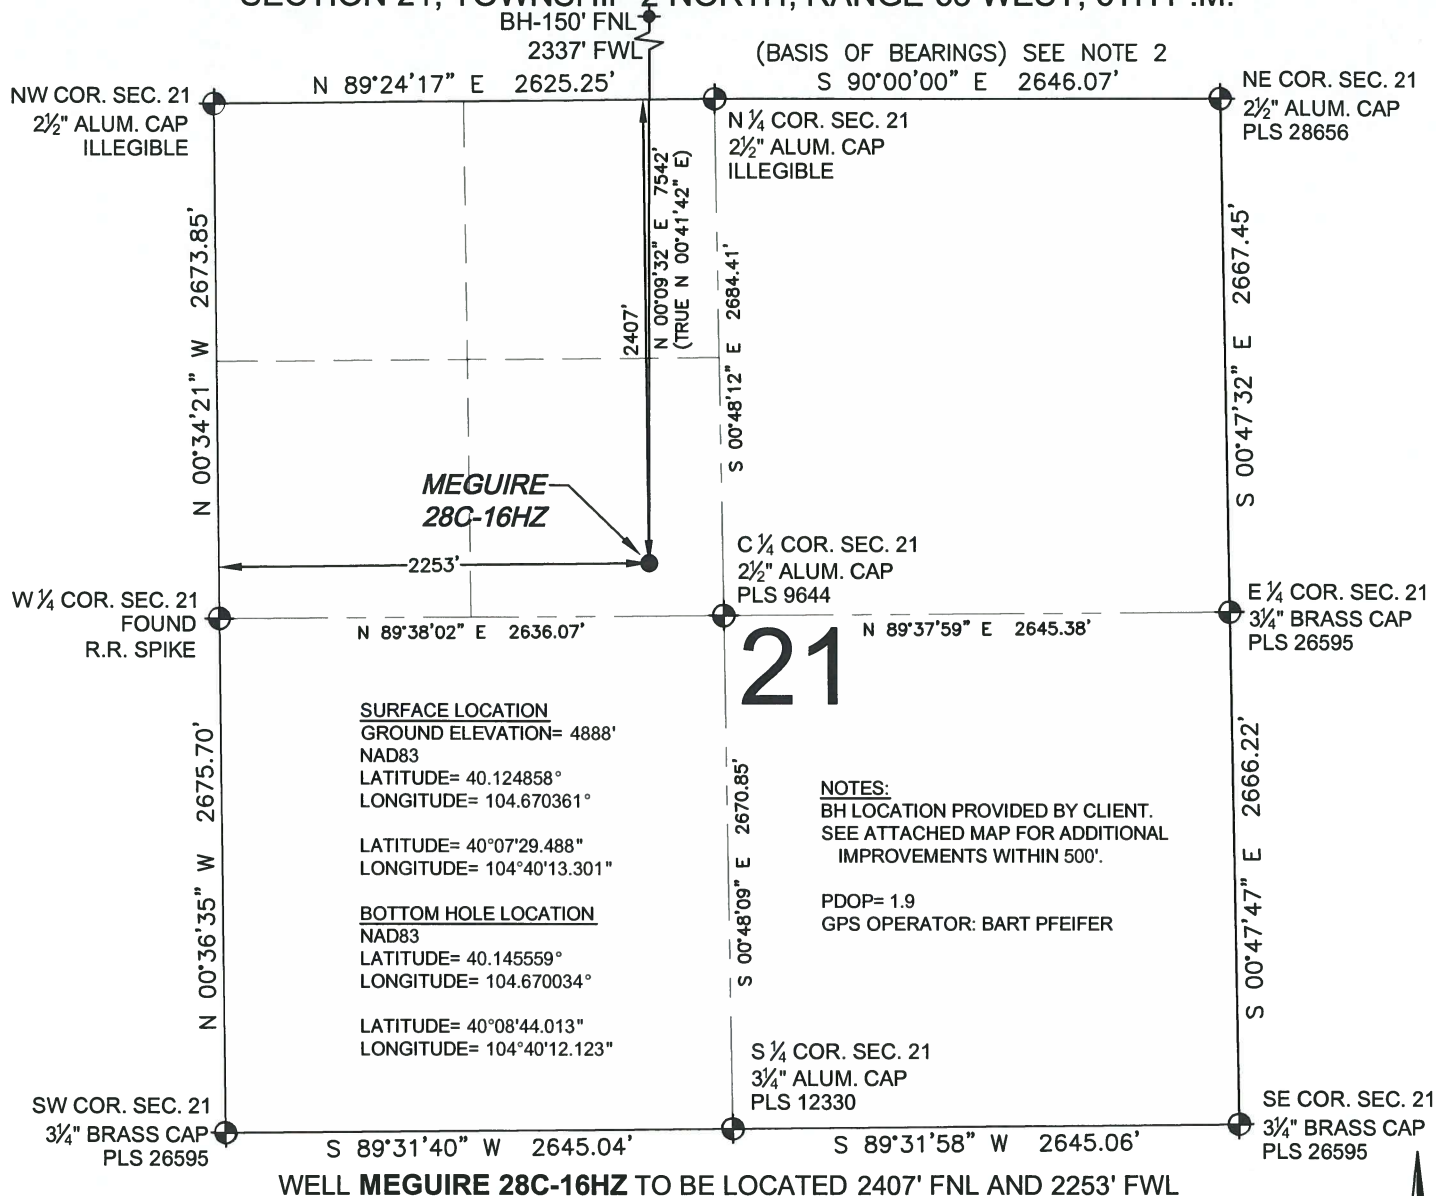 BH-150' FNL
2337' FWL
(BASIS OF BEARINGS) SEE NOTE 2
N 89°24'17" E 2625.25'
S 90°00'00" E 2646.07'
NW COR. SEC. 21
2½" ALUM. CAP
ILLEGIBLE
N ¼ COR. SEC. 21
2½" ALUM. CAP
ILLEGIBLE
NE COR. SEC. 21
2½" ALUM. CAP
PLS 28656
N 00°34'21" W 2673.85'
2407'
N 00°09'32" E 7542'
(TRUE N 00°41'42" E)
S 00°48'12" E 2684.41'
S 00°47'32" E 2667.45'
MEGUIRE
28C-16HZ
2253'
C ¼ COR. SEC. 21
2½" ALUM. CAP
PLS 9644
W ¼ COR. SEC. 21
FOUND
R.R. SPIKE
E ¼ COR. SEC. 21
3¼" BRASS CAP
PLS 26595
N 89°38'02" E 2636.07'
N 89°37'59" E 2645.38'
21
SURFACE LOCATION
GROUND ELEVATION= 4888'
NAD83
LATITUDE= 40.124858°
LONGITUDE= 104.670361°
LATITUDE= 40°07'29.488"
LONGITUDE= 104°40'13.301"
BOTTOM HOLE LOCATION
NAD83
LATITUDE= 40.145559°
LONGITUDE= 104.670034°
LATITUDE= 40°08'44.013"
LONGITUDE= 104°40'12.123"
NOTES:
BH LOCATION PROVIDED BY CLIENT.
SEE ATTACHED MAP FOR ADDITIONAL
IMPROVEMENTS WITHIN 500'.
PDOP= 1.9
GPS OPERATOR: BART PFEIFER
N 00°36'35" W 2675.70'
S 00°48'09" E 2670.85'
S 00°47'47" E 2666.22'
SW COR. SEC. 21
3¼" BRASS CAP
PLS 26595
S ¼ COR. SEC. 21
3¼" ALUM. CAP
PLS 12330
SE COR. SEC. 21
3¼" BRASS CAP
PLS 26595
S 89°31'40" W 2645.04'
S 89°31'58" W 2645.06'
WELL MEGUIRE 28C-16HZ TO BE LOCATED 2407' FNL AND 2253' FWL